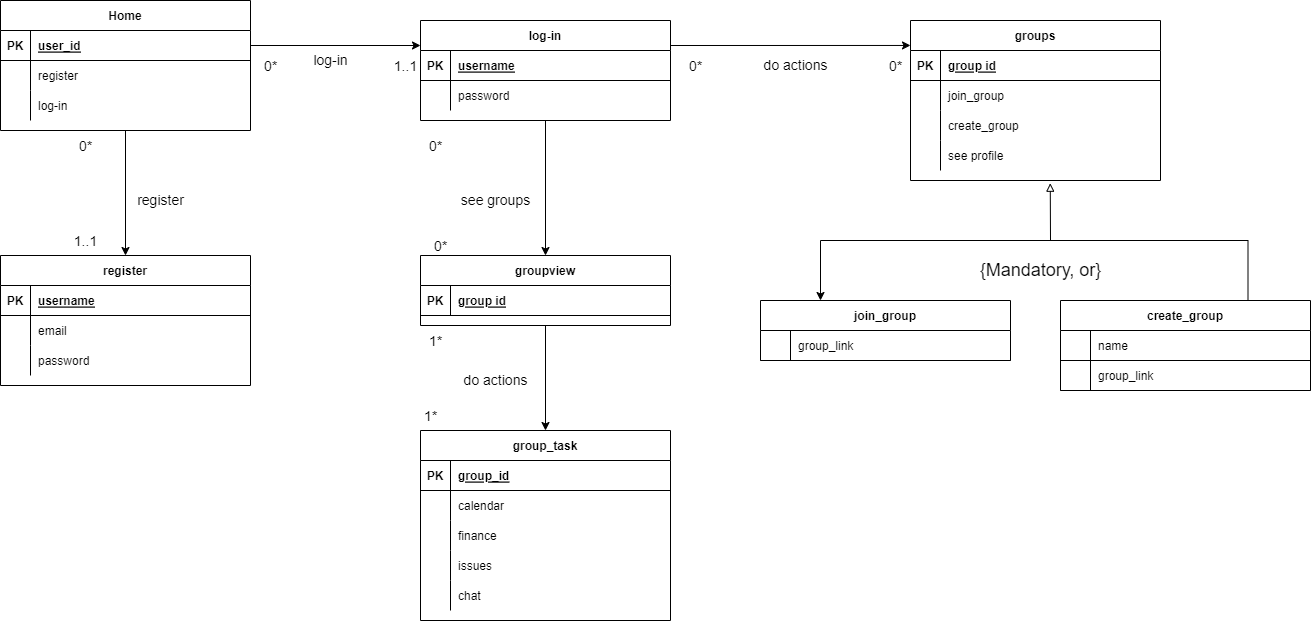 Home
PK user_id
register
log-in
0*
log-in
1..1
log-in
PK username
password
0*
do actions
0*
groups
PK group id
join_group
create_group
see profile
0*
register
1..1
register
PK username
email
password
0*
see groups
0*
groupview
PK group id
1*
do actions
1*
group_task
PK group_id
calendar
finance
issues
chat
{Mandatory, or}
join_group
group_link
create_group
name
group_link